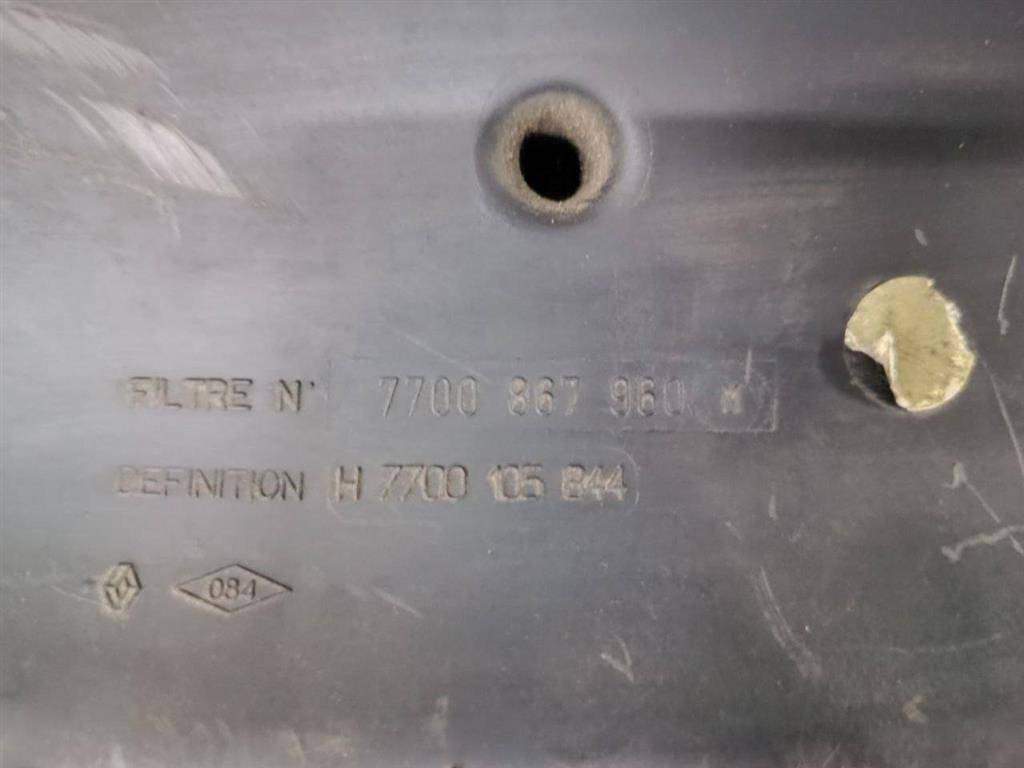 FILTRE N° 7700 867 960 M
DEFINITION H 7700 105 844
084